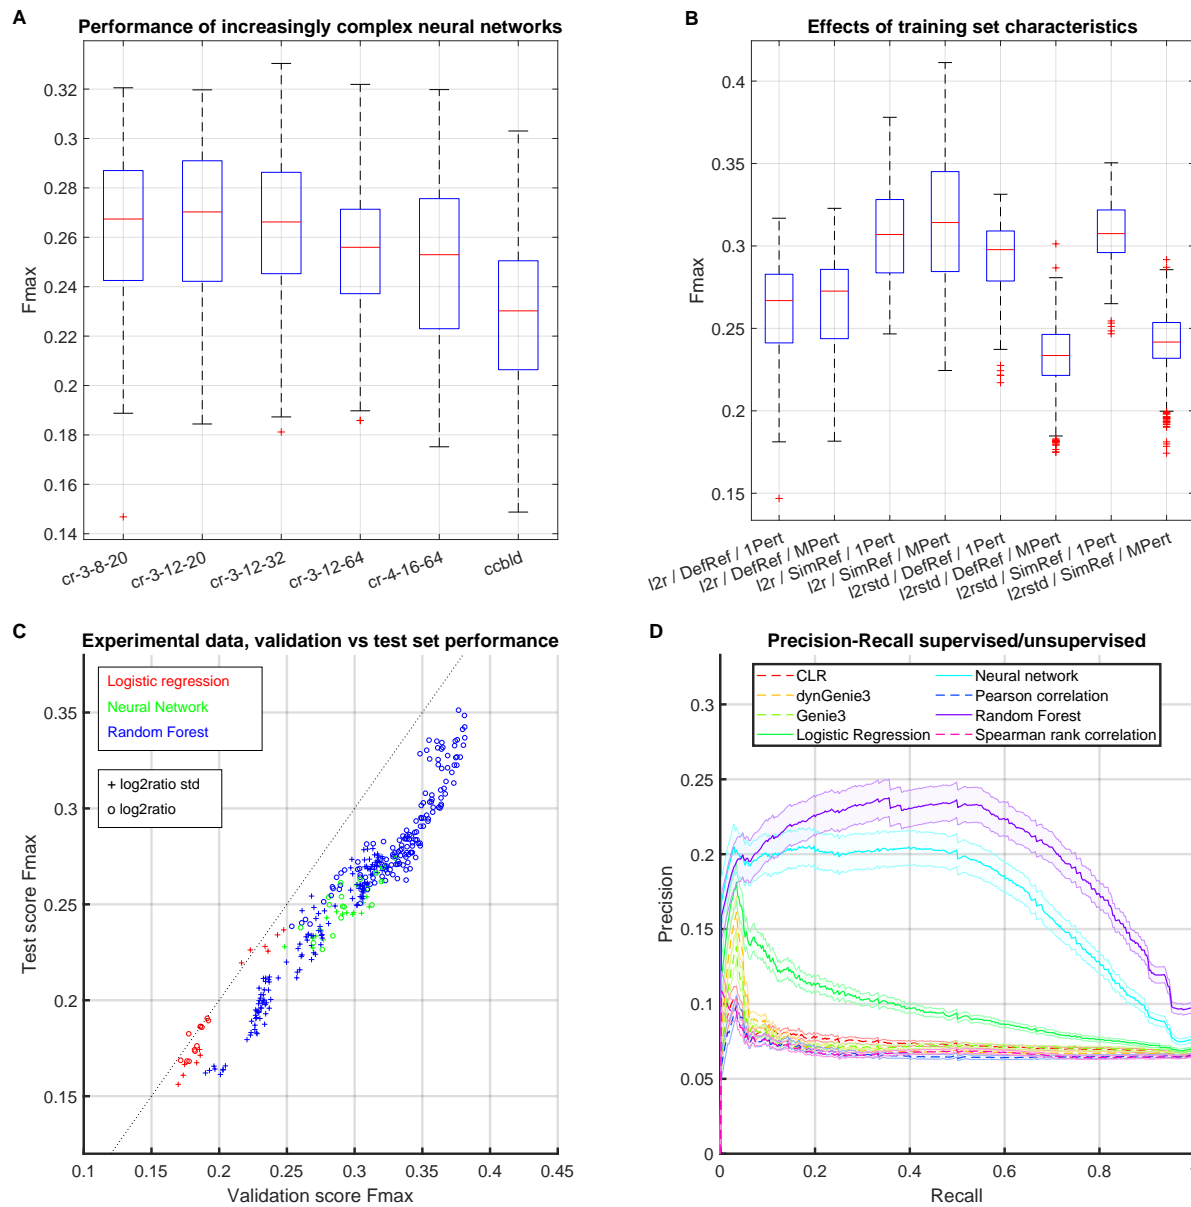 A
Performance of increasingly complex neural networks
Fmax
0.32
0.3
0.28
0.26
0.24
0.22
0.2
0.18
0.16
0.14
cr-3-8-20
cr-3-12-20
cr-3-12-32
cr-3-12-64
cr-4-16-64
ccbld
B
Effects of training set characteristics
Fmax
0.4
0.35
0.3
0.25
0.2
0.15
l2r / DefRef / 1Pert
l2r / DefRef / MPert
l2r / SimRef / 1Pert
l2r / SimRef / MPert
l2rstd / DefRef / 1Pert
l2rstd / DefRef / MPert
l2rstd / SimRef / 1Pert
l2rstd / SimRef / MPert
C
Experimental data, validation vs test set performance
Logistic regression
Neural Network
Random Forest
+ log2ratio std
o log2ratio
Test score Fmax
0.35
0.3
0.25
0.2
0.15
0.1 0.15 0.2 0.25 0.3 0.35 0.4 0.45
Validation score Fmax
D
Precision-Recall supervised/unsupervised
CLR
dynGenie3
Genie3
Logistic Regression
Neural network
Pearson correlation
Random Forest
Spearman rank correlation
Precision
0.3
0.25
0.2
0.15
0.1
0.05
0
0 0.2 0.4 0.6 0.8
Recall